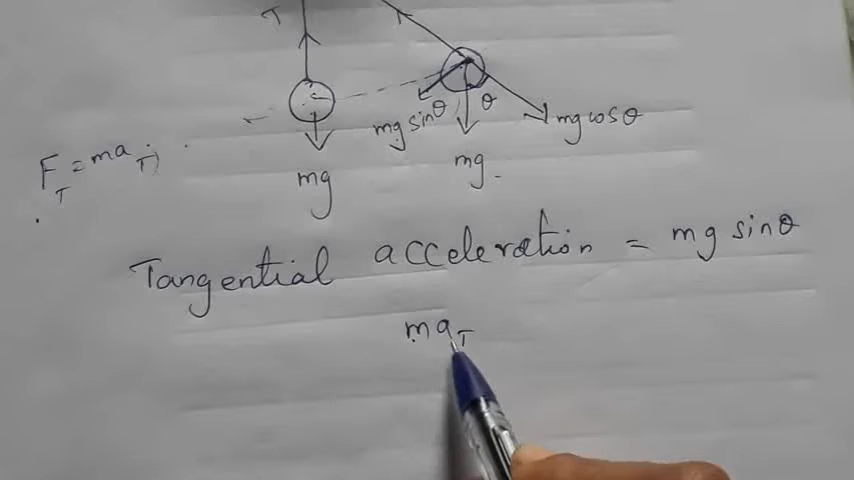 T
mg sinθ θ mg cosθ
F_T = ma_T
mg mg
Tangential acceleration = mg sinθ
ma_T